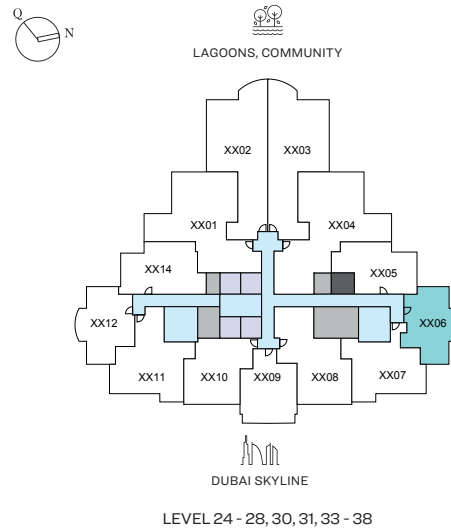 Q
N
LAGOONS, COMMUNITY
XX02 XX03
XX01 XX04
XX14 XX05
XX12 XX06
XX11 XX10 XX09 XX08 XX07
DUBAI SKYLINE
LEVEL 24 - 28, 30, 31, 33 - 38